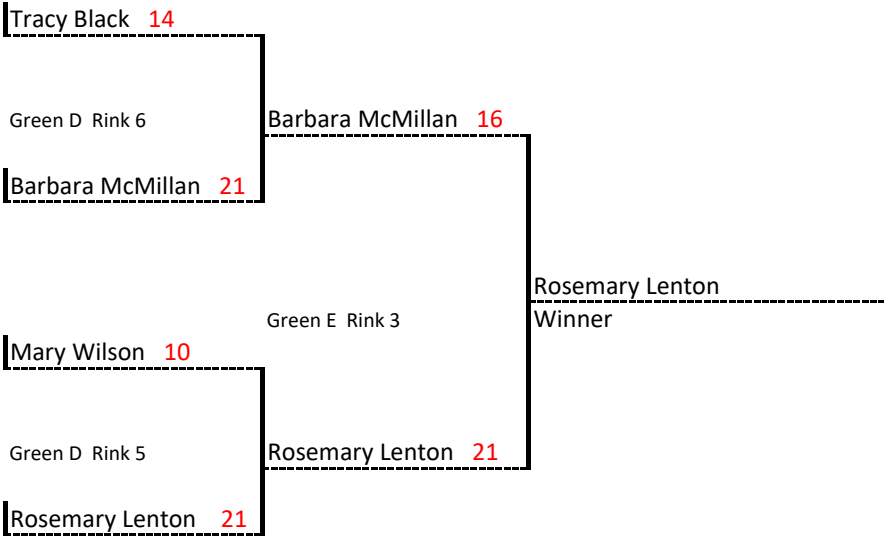 Tracy Black 14
Green D Rink 6
Barbara McMillan 16
Barbara McMillan 21
Rosemary Lenton
Green E Rink 3
Winner
Mary Wilson 10
Green D Rink 5
Rosemary Lenton 21
Rosemary Lenton 21